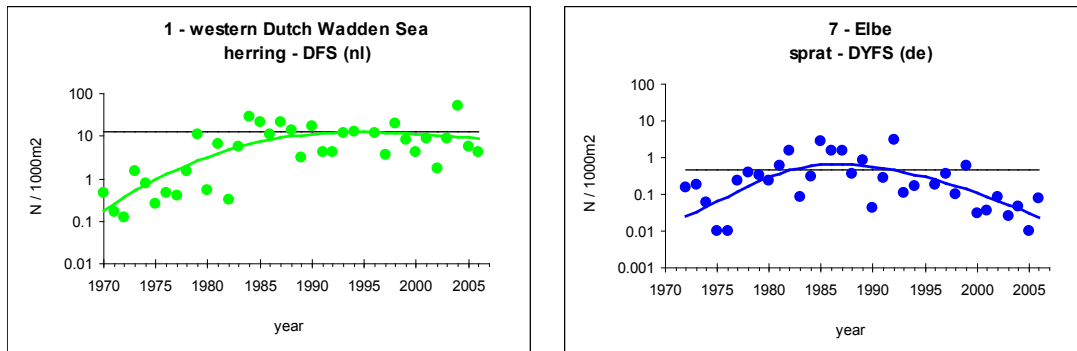 1 - western Dutch Wadden Sea
herring - DFS (nl)
100
10
1
0.1
0.01
N / 1000m2
1970 1975 1980 1985 1990 1995 2000 2005
year
7 - Elbe
sprat - DYFS (de)
100
10
1
0.1
0.01
0.001
N / 1000m2
1970 1975 1980 1985 1990 1995 2000 2005
year